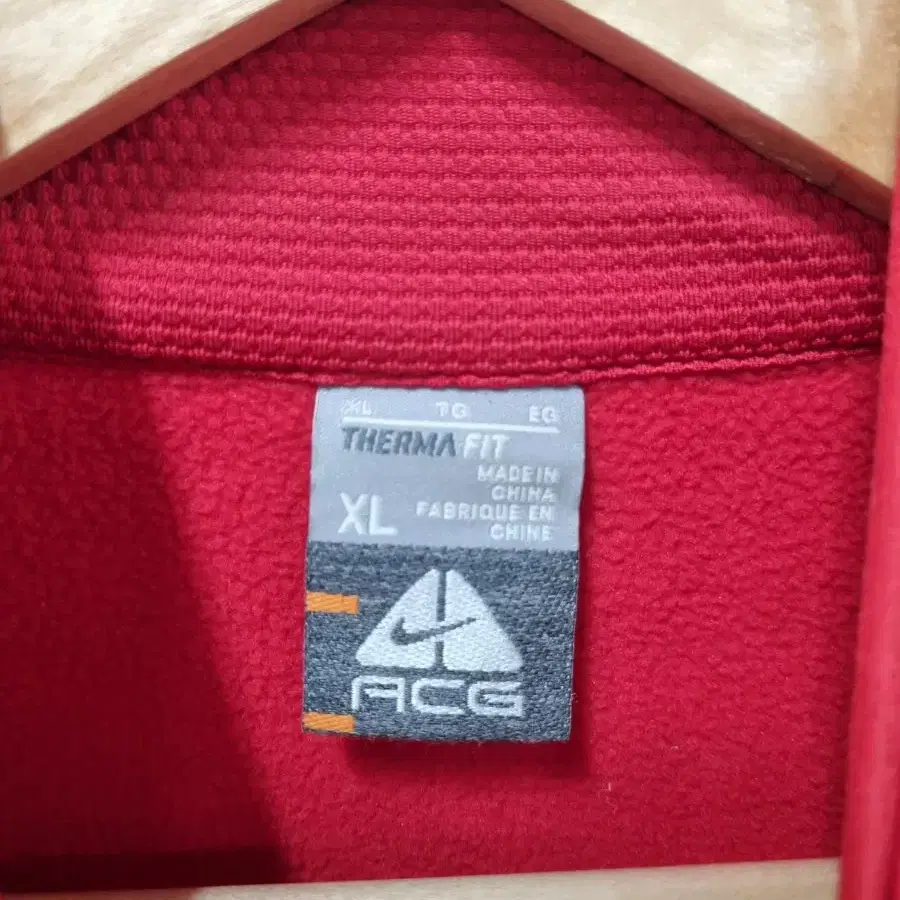 XL TG EG
THERMA FIT
MADE IN
CHINA
XL
FABRIQUE EN
CHINE
ACG